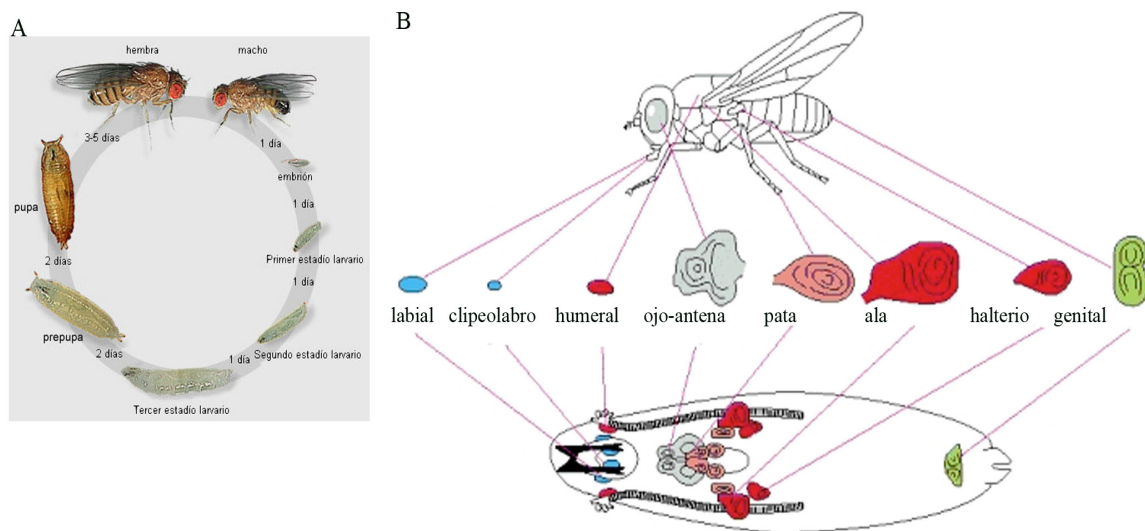 A
hembra
macho
3-5 días
1 día
embrión
pupa
1 día
2 días
Primer estadío larvario
1 día
prepupa
2 días
1 día
Segundo estadío larvario
Tercer estadío larvario
B
labial clipeolabro humeral ojo-antena pata ala halterio genital